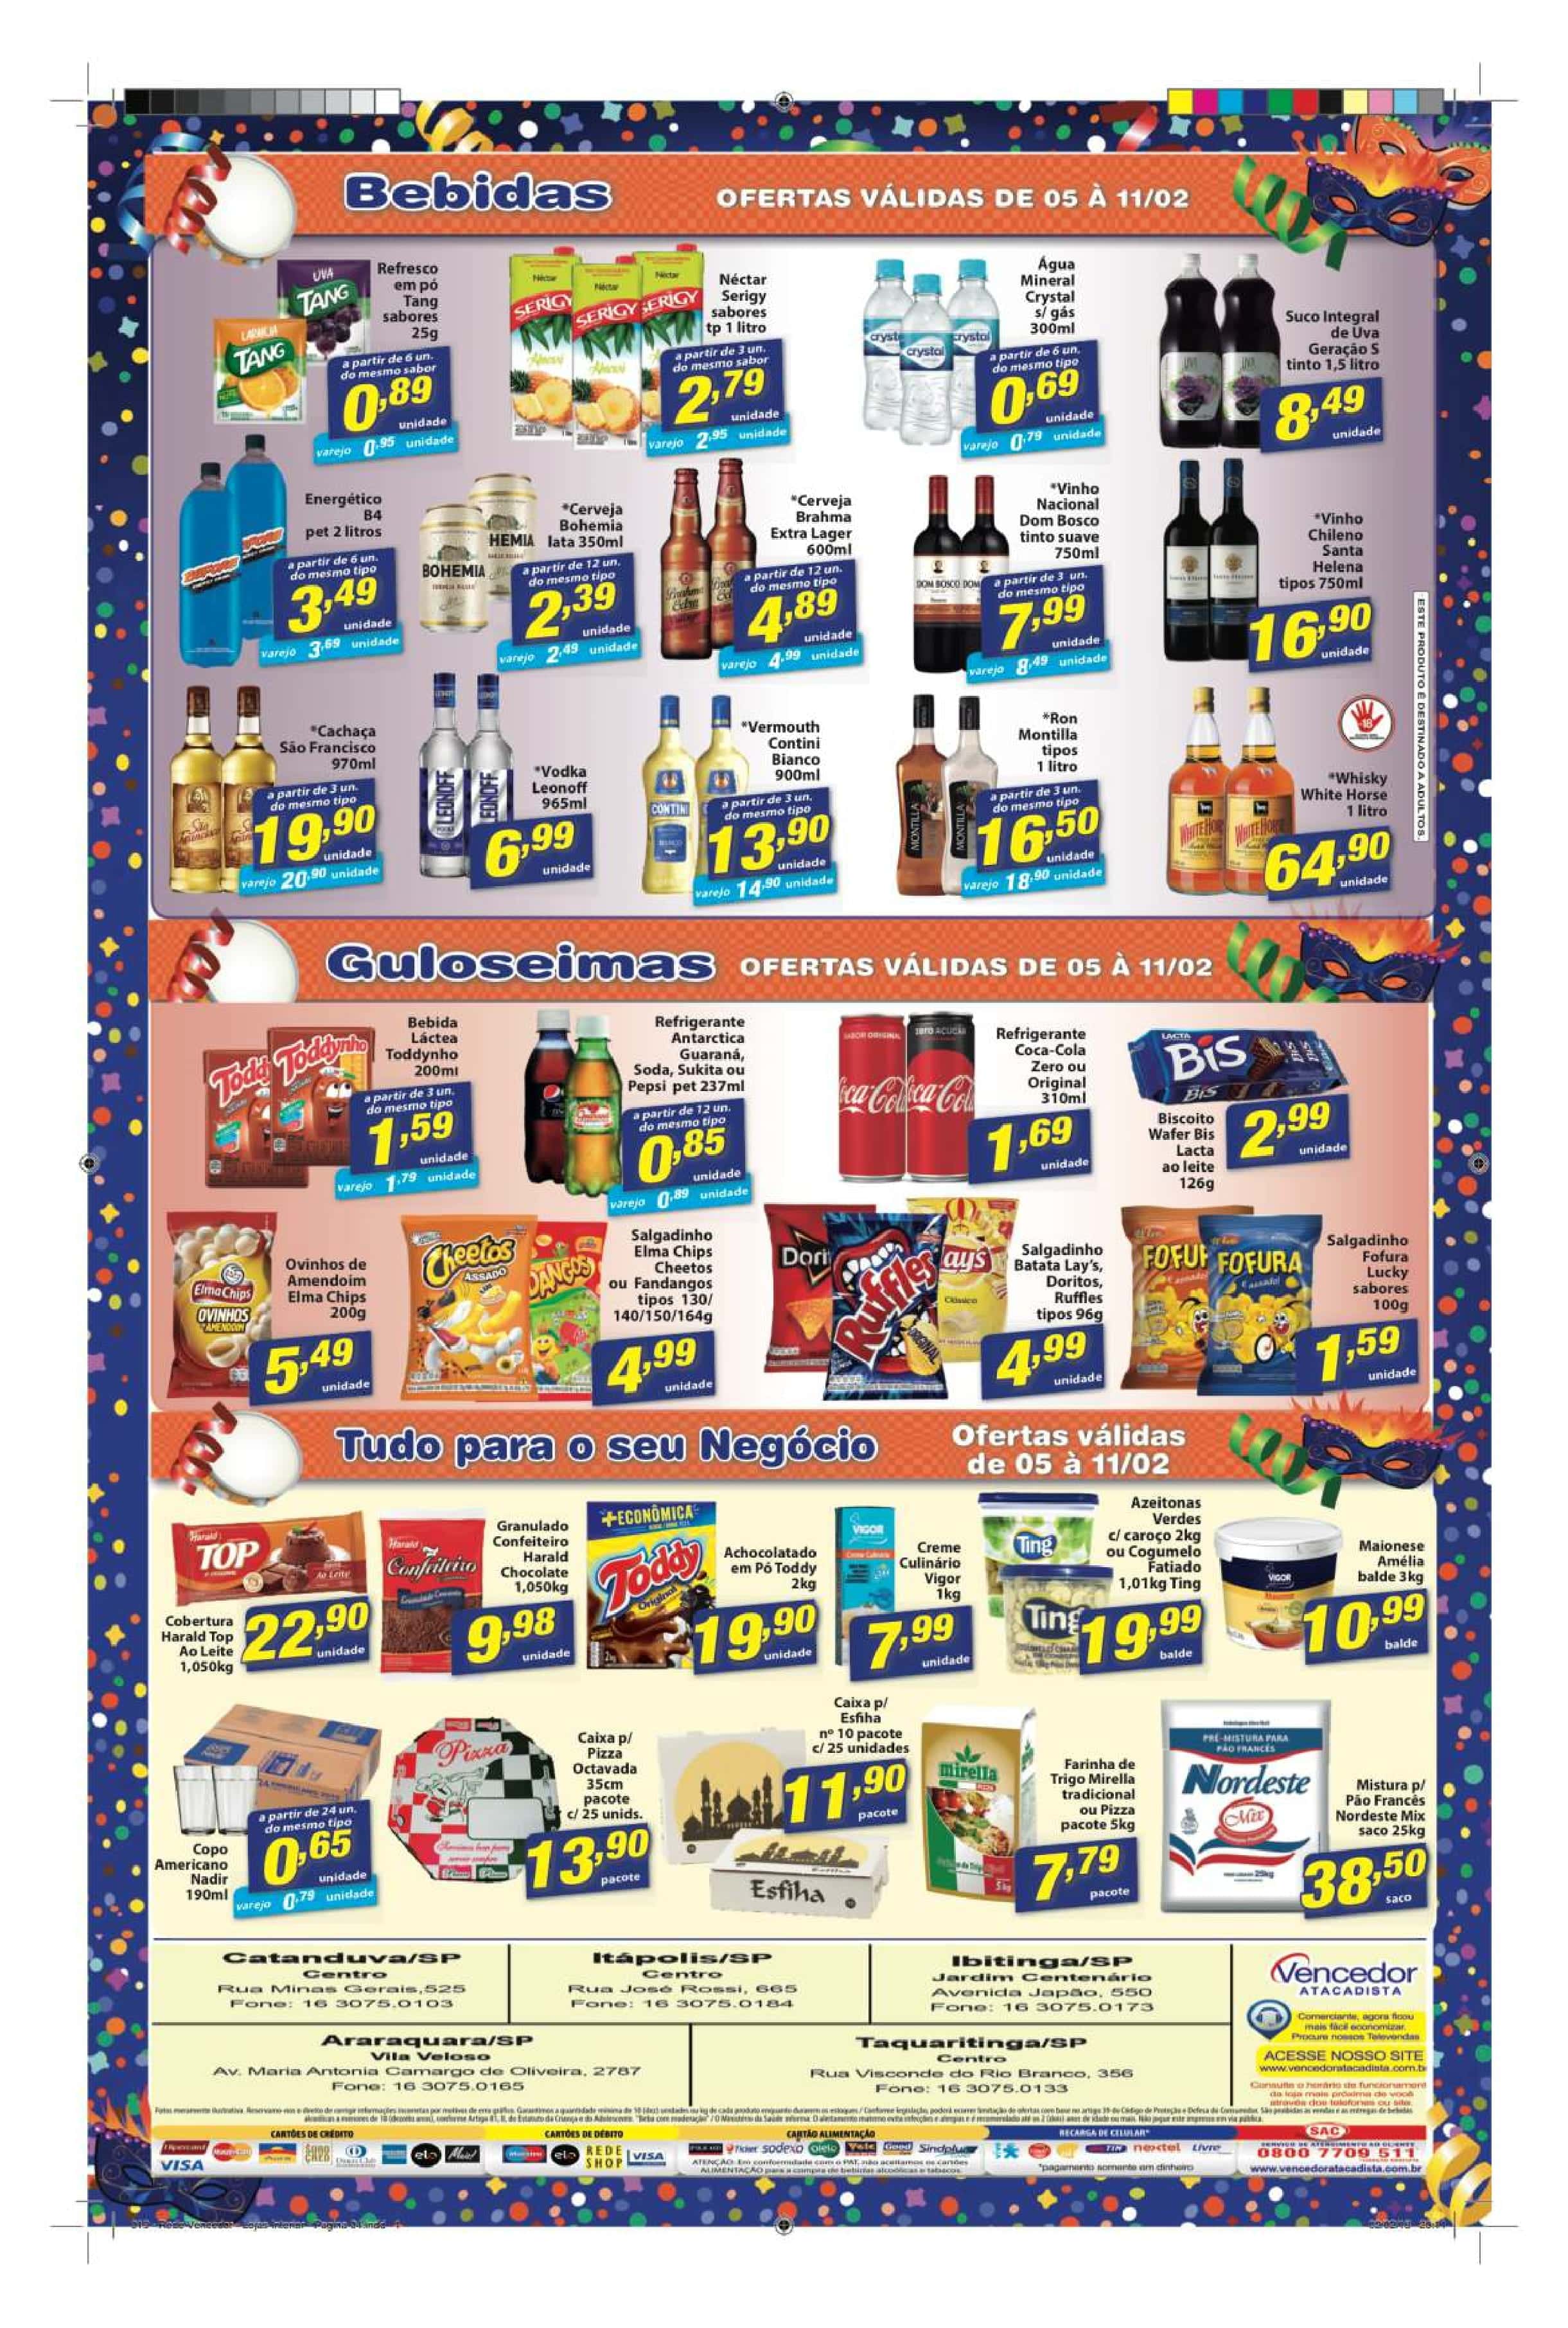 Bebidas
OFERTAS VÁLIDAS DE 05 À 11/02
Refresco
em pó
Tang
sabores
25g
a partir de 6 un.
do mesmo sabor
0,89
unidade
varejo 0,95 unidade
Néctar
Serigy
sabores
tp 1 litro
a partir de 3 un.
do mesmo sabor
2,79
unidade
varejo 2,95 unidade
Água
Mineral
Crystal
s/ gás
300ml
a partir de 6 un.
do mesmo tipo
0,69
unidade
varejo 0,79 unidade
Suco Integral
de Uva
Geração S
tinto 1,5 litro
8,49
unidade
Energético
B4
pet 2 litros
a partir de 6 un.
do mesmo tipo
3,49
unidade
varejo 3,69 unidade
*Cerveja
Bohemia
lata 350ml
a partir de 12 un.
do mesmo tipo
2,39
unidade
varejo 2,49 unidade
*Cerveja
Brahma
Extra Lager
600ml
a partir de 12 un.
do mesmo tipo
4,89
unidade
varejo 4,99 unidade
*Vinho
Nacional
Dom Bosco
tinto suave
750ml
a partir de 3 un.
do mesmo tipo
7,99
unidade
varejo 8,49 unidade
*Vinho
Chileno
Santa
Helena
tipos 750ml
16,90
unidade
*ESTE PRODUTO É DESTINADO A ADULTOS.
*Cachaça
São Francisco
970ml
a partir de 3 un.
do mesmo tipo
19,90
unidade
varejo 20,90 unidade
*Vodka
Leonoff
965ml
6,99
unidade
*Vermouth
Contini
Bianco
900ml
a partir de 3 un.
do mesmo tipo
13,90
unidade
varejo 14,90 unidade
*Ron
Montilla
tipos
1 litro
a partir de 3 un.
do mesmo tipo
16,50
unidade
varejo 18,90 unidade
-18
*Whisky
White Horse
1 litro
64,90
unidade
Guloseimas
OFERTAS VÁLIDAS DE 05 À 11/02
Bebida
Láctea
Toddynho
200ml
a partir de 3 un.
do mesmo tipo
1,59
unidade
varejo 1,79 unidade
Refrigerante
Antarctica
Guaraná,
Soda, Sukita ou
Pepsi pet 237ml
a partir de 12 un.
do mesmo tipo
0,85
unidade
varejo 0,89 unidade
Refrigerante
Coca-Cola
Zero ou
Original
310ml
1,69
unidade
Biscoito
Wafer Bis
Lacta
ao leite
126g
2,99
unidade
Ovinhos de
Amendoim
Elma Chips
200g
5,49
unidade
Salgadinho
Elma Chips
Cheetos
ou Fandangos
tipos 130/
140/150/164g
4,99
unidade
Salgadinho
Batata Lay's,
Doritos,
Ruffles
tipos 96g
4,99
unidade
Salgadinho
Fofura
Lucky
sabores
100g
1,59
unidade
Tudo para o seu Negócio
Ofertas válidas
de 05 à 11/02
Cobertura
Harald Top
Ao Leite
1,050kg
22,90
unidade
Granulado
Confeiteiro
Harald
Chocolate
1,050kg
9,98
unidade
Achocolatado
em Pó Toddy
2kg
19,90
unidade
Creme
Culinário
Vigor
1kg
7,99
unidade
Azeitonas
Verdes
c/ caroço 2kg
ou Cogumelo
Fatiado
1,01kg Ting
19,99
balde
Maionese
Amélia
balde 3kg
10,99
balde
Copo
Americano
Nadir
190ml
a partir de 24 un.
do mesmo tipo
0,65
unidade
varejo 0,79 unidade
Caixa p/
Pizza
Octavada
35cm
pacote
c/ 25 unids.
13,90
pacote
Caixa p/
Esfiha
nº 10 pacote
c/ 25 unidades
11,90
pacote
Farinha de
Trigo Mirella
tradicional
ou Pizza
pacote 5kg
7,79
pacote
Mistura p/
Pão Francês
Nordeste Mix
saco 25kg
38,50
saco
Catanduva/SP
Centro
Rua Minas Gerais,525
Fone: 16 3075.0103
Itápolis/SP
Centro
Rua José Rossi, 665
Fone: 16 3075.0184
Ibitinga/SP
Jardim Centenário
Avenida Japão, 550
Fone: 16 3075.0173
Araraquara/SP
Vila Veloso
Av. Maria Antonia Camargo de Oliveira, 2787
Fone: 16 3075.0165
Taquaritinga/SP
Centro
Rua Visconde do Rio Branco, 356
Fone: 16 3075.0133
Vencedor
ATACADISTA
Comerciante, agora ficou
mais fácil economizar.
Procure nossos Televendas
ACESSE NOSSO SITE
www.vencedoratacadista.com.b
Consulte o horário de funcionament
da loja mais próxima de você
através dos telefones ou site.
CARTÕES DE CRÉDITO
CARTÕES DE DÉBITO
CARTÃO ALIMENTAÇÃO
RECARGA DE CELULAR*
VISA
elo
REDE SHOP
VISA
ATENÇÃO: Em conformidade com o PAT, não aceitamos os cartões
ALIMENTAÇÃO para a compra de bebidas alcoólicas e tabacos.
*pagamento somente em dinheiro
SAC
SERVIÇO DE ATENDIMENTO AO CLIENTE
0800 7709 511
www.vencedoratacadista.com.br